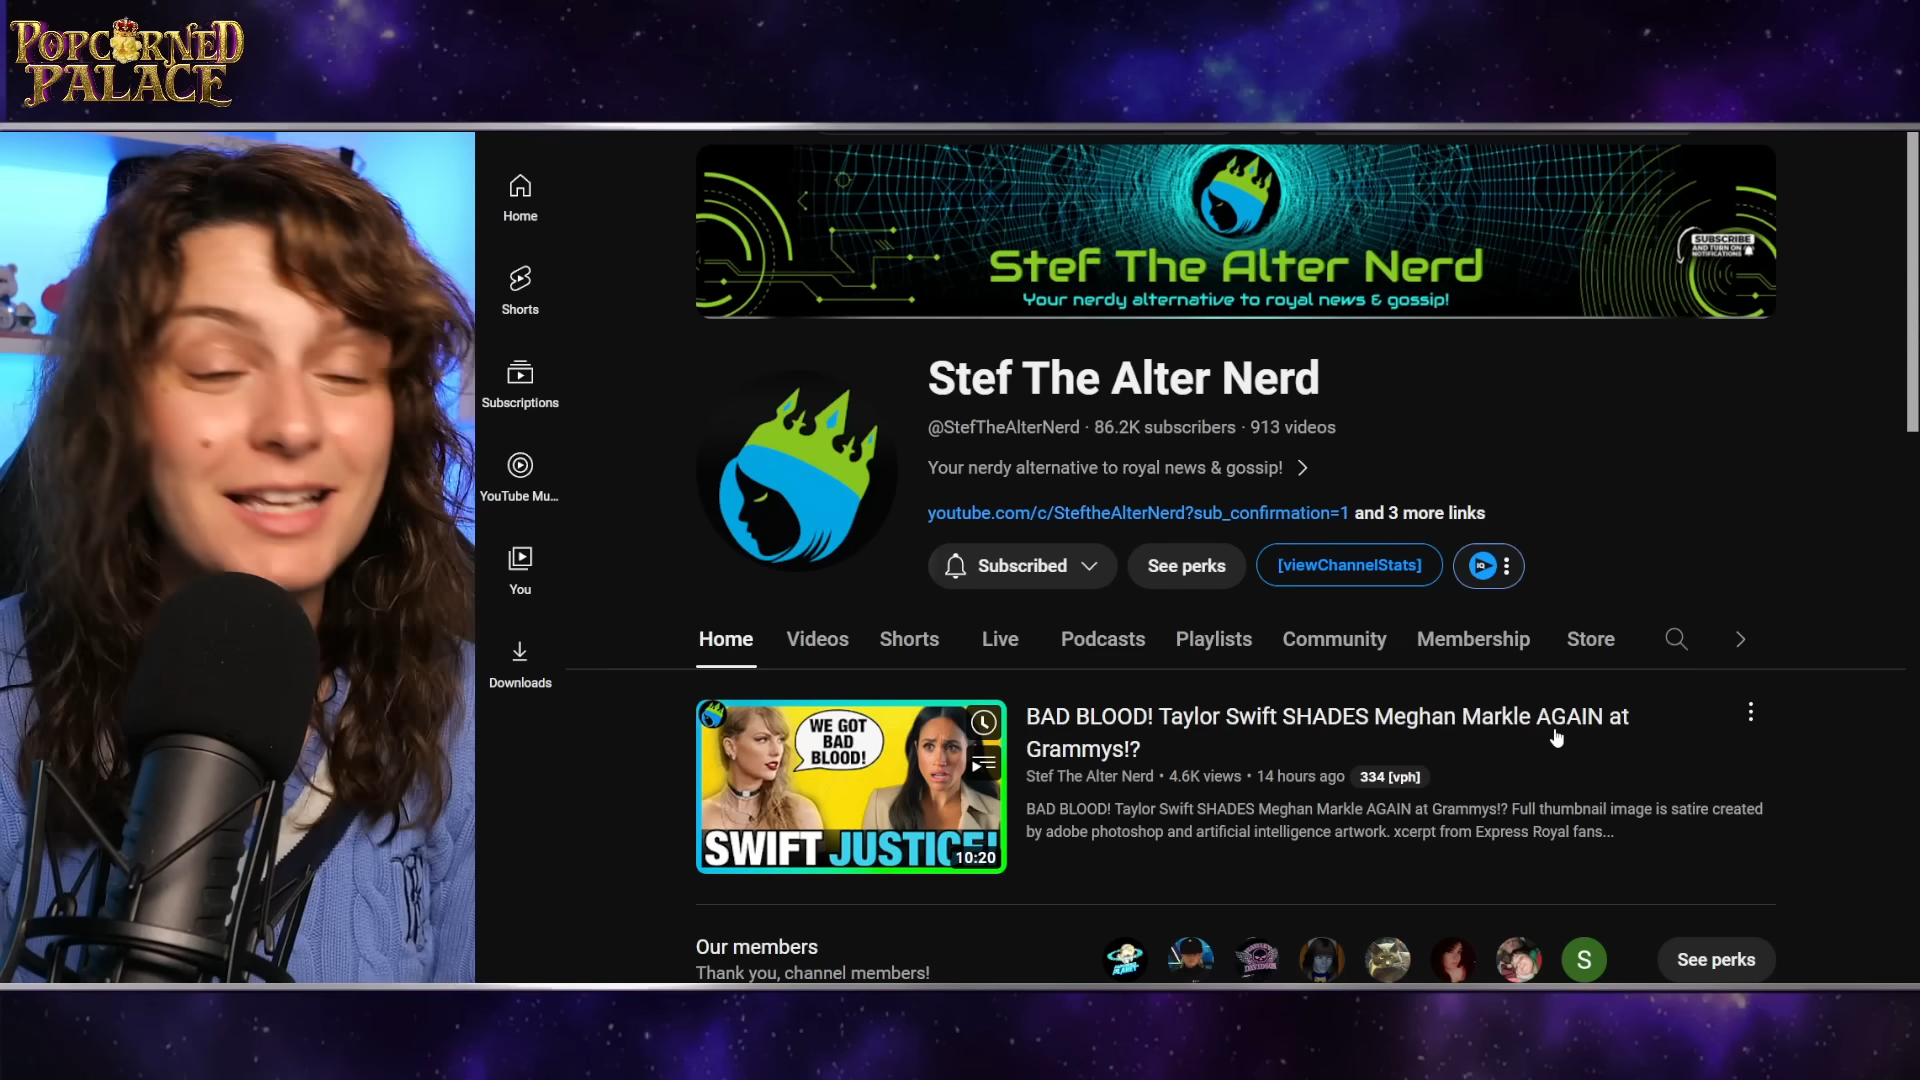 POPCORNED
PALACE
Home
Shorts
Subscriptions
YouTube Mu...
You
Downloads
Stef The Alter Nerd
Your nerdy alternative to royal news & gossip!
SUBSCRIBE
AND TURN ON
NOTIFICATIONS
Stef The Alter Nerd
@StefTheAlterNerd · 86.2K subscribers · 913 videos
Your nerdy alternative to royal news & gossip!
youtube.com/c/SteftheAlterNerd?sub_confirmation=1 and 3 more links
Subscribed
See perks
[viewChannelStats]
IQ
Home
Videos
Shorts
Live
Podcasts
Playlists
Community
Membership
Store
WE GOT
BAD
BLOOD!
SWIFT JUSTICE!
10:20
BAD BLOOD! Taylor Swift SHADES Meghan Markle AGAIN at
Grammys!?
Stef The Alter Nerd • 4.6K views • 14 hours ago 334 [vph]
BAD BLOOD! Taylor Swift SHADES Meghan Markle AGAIN at Grammys!? Full thumbnail image is satire created
by adobe photoshop and artificial intelligence artwork. xcerpt from Express Royal fans...
Our members
Thank you, channel members!
S
See perks